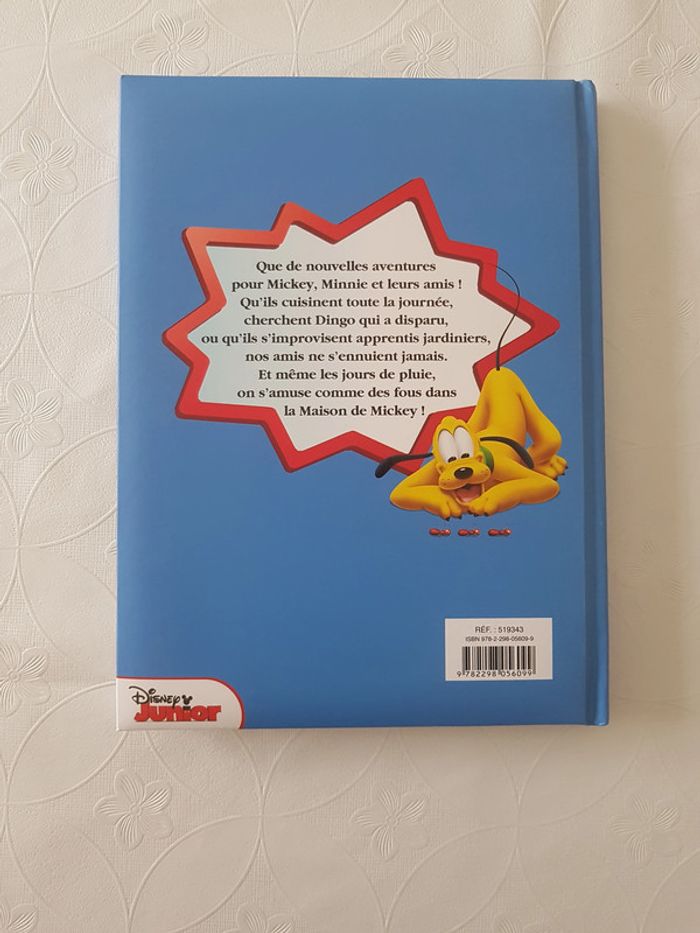 Que de nouvelles aventures
pour Mickey, Minnie et leurs amis !
Qu'ils cuisinent toute la journée,
cherchent Dingo qui a disparu,
ou qu'ils s'improvisent apprentis jardiniers,
nos amis ne s'ennuient jamais.
Et même les jours de pluie,
on s'amuse comme des fous dans
la Maison de Mickey !
RÉF. : 519343
ISBN 978-2-298-05609-9
9 782298 056099
Disney
Junior